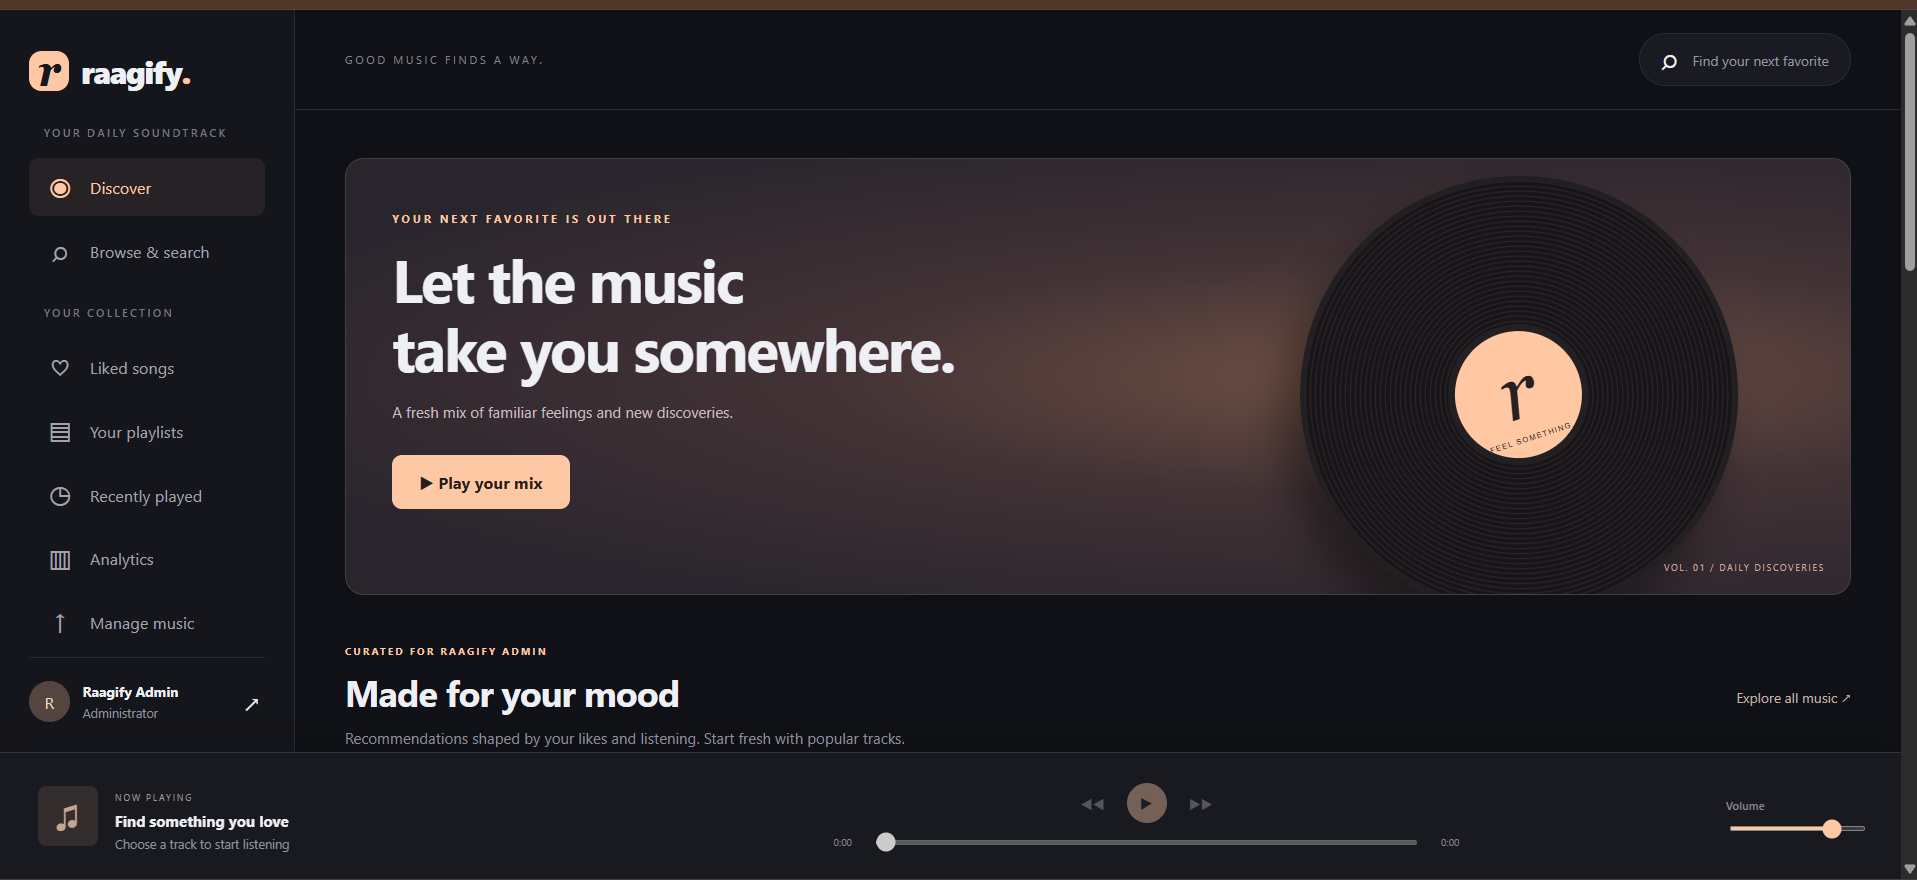 r raagify.
YOUR DAILY SOUNDTRACK
Discover
Browse & search
YOUR COLLECTION
Liked songs
Your playlists
Recently played
Analytics
Manage music
R
Raagify Admin
Administrator
GOOD MUSIC FINDS A WAY.
Find your next favorite
YOUR NEXT FAVORITE IS OUT THERE
Let the music
take you somewhere.
A fresh mix of familiar feelings and new discoveries.
Play your mix
r
FEEL SOMETHING
VOL. 01 / DAILY DISCOVERIES
CURATED FOR RAAGIFY ADMIN
Made for your mood
Explore all music ↗
Recommendations shaped by your likes and listening. Start fresh with popular tracks.
NOW PLAYING
Find something you love
Choose a track to start listening
0:00
0:00
Volume